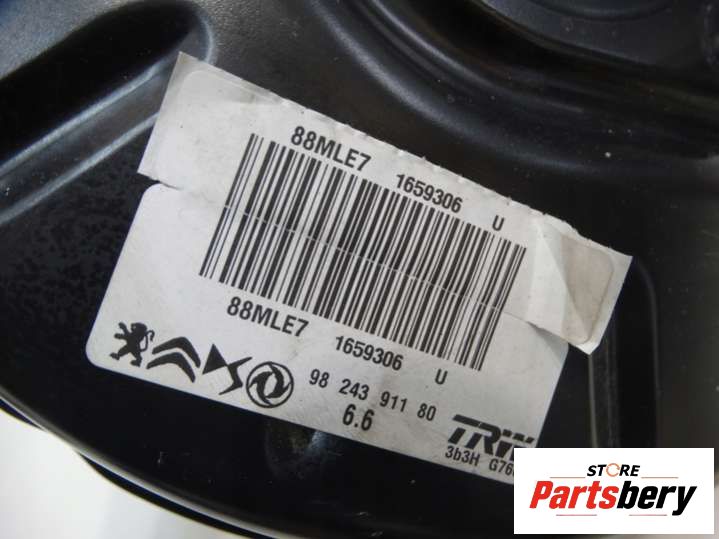 88MLE7 1659306 U
88MLE7 1659306 U
98 243 911 80
6.6
TRW
3b3H
STORE
Partsbery